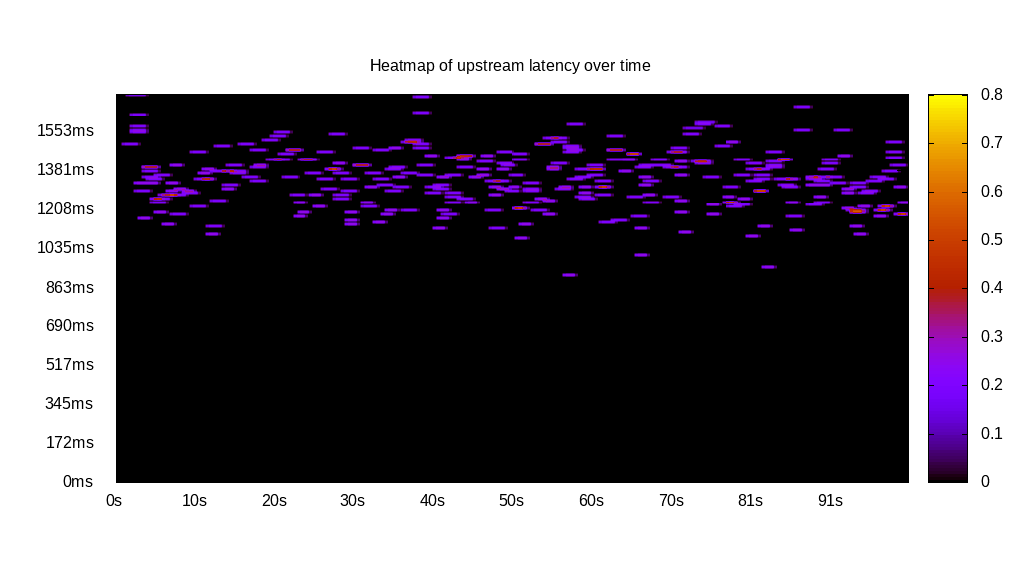 Heatmap of upstream latency over time
1553ms
1381ms
1208ms
1035ms
863ms
690ms
517ms
345ms
172ms
0ms
0s 10s 20s 30s 40s 50s 60s 70s 81s 91s
0.8
0.7
0.6
0.5
0.4
0.3
0.2
0.1
0